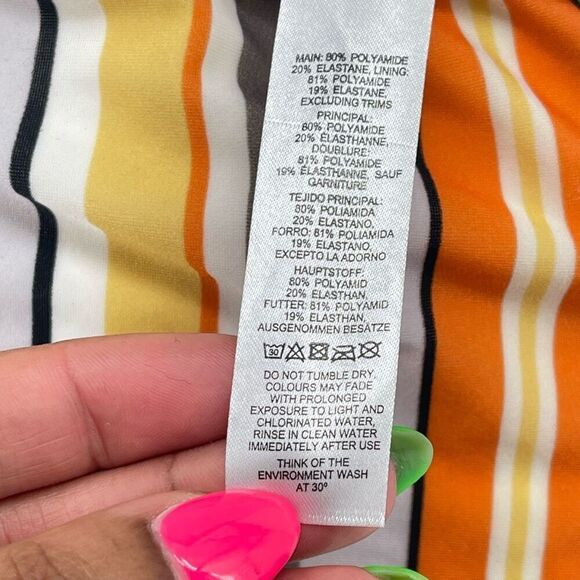 MAIN: 80% POLYAMIDE
20% ELASTANE, LINING:
81% POLYAMIDE
19% ELASTANE,
EXCLUDING TRIMS
PRINCIPAL:
80% POLYAMIDE
20% ÉLASTHANNE,
DOUBLURE:
81% POLYAMIDE
19% ÉLASTHANNE, SAUF
GARNITURE
TEJIDO PRINCIPAL:
80% POLIAMIDA
20% ELASTANO,
FORRO: 81% POLIAMIDA
19% ELASTANO,
EXCEPTO LA ADORNO
HAUPTSTOFF:
80% POLYAMID
20% ELASTHAN,
FUTTER: 81% POLYAMID
19% ELASTHAN,
AUSGENOMMEN BESÄTZE
30
DO NOT TUMBLE DRY.
COLOURS MAY FADE
WITH PROLONGED
EXPOSURE TO LIGHT AND
CHLORINATED WATER,
RINSE IN CLEAN WATER
IMMEDIATELY AFTER USE
THINK OF THE
ENVIRONMENT WASH
AT 30º